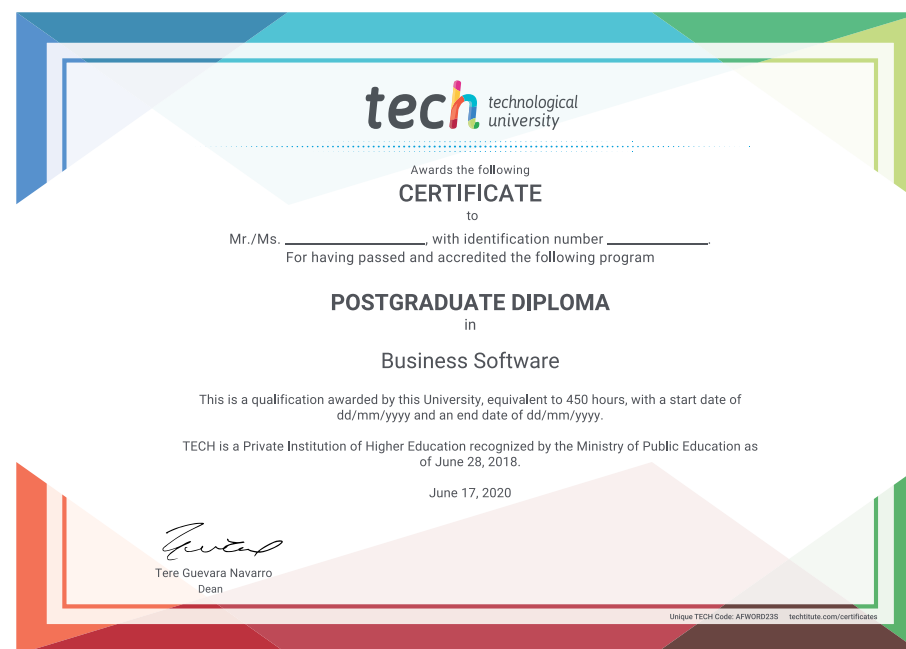 tech technological
university
Awards the following
CERTIFICATE
to
Mr./Ms. ____________________, with identification number ______________.
For having passed and accredited the following program
POSTGRADUATE DIPLOMA
in
Business Software
This is a qualification awarded by this University, equivalent to 450 hours, with a start date of
dd/mm/yyyy and an end date of dd/mm/yyyy.
TECH is a Private Institution of Higher Education recognized by the Ministry of Public Education as
of June 28, 2018.
June 17, 2020
Tere Guevara Navarro
Dean
Unique TECH Code: AFWORD23S techtitute.com/certificates